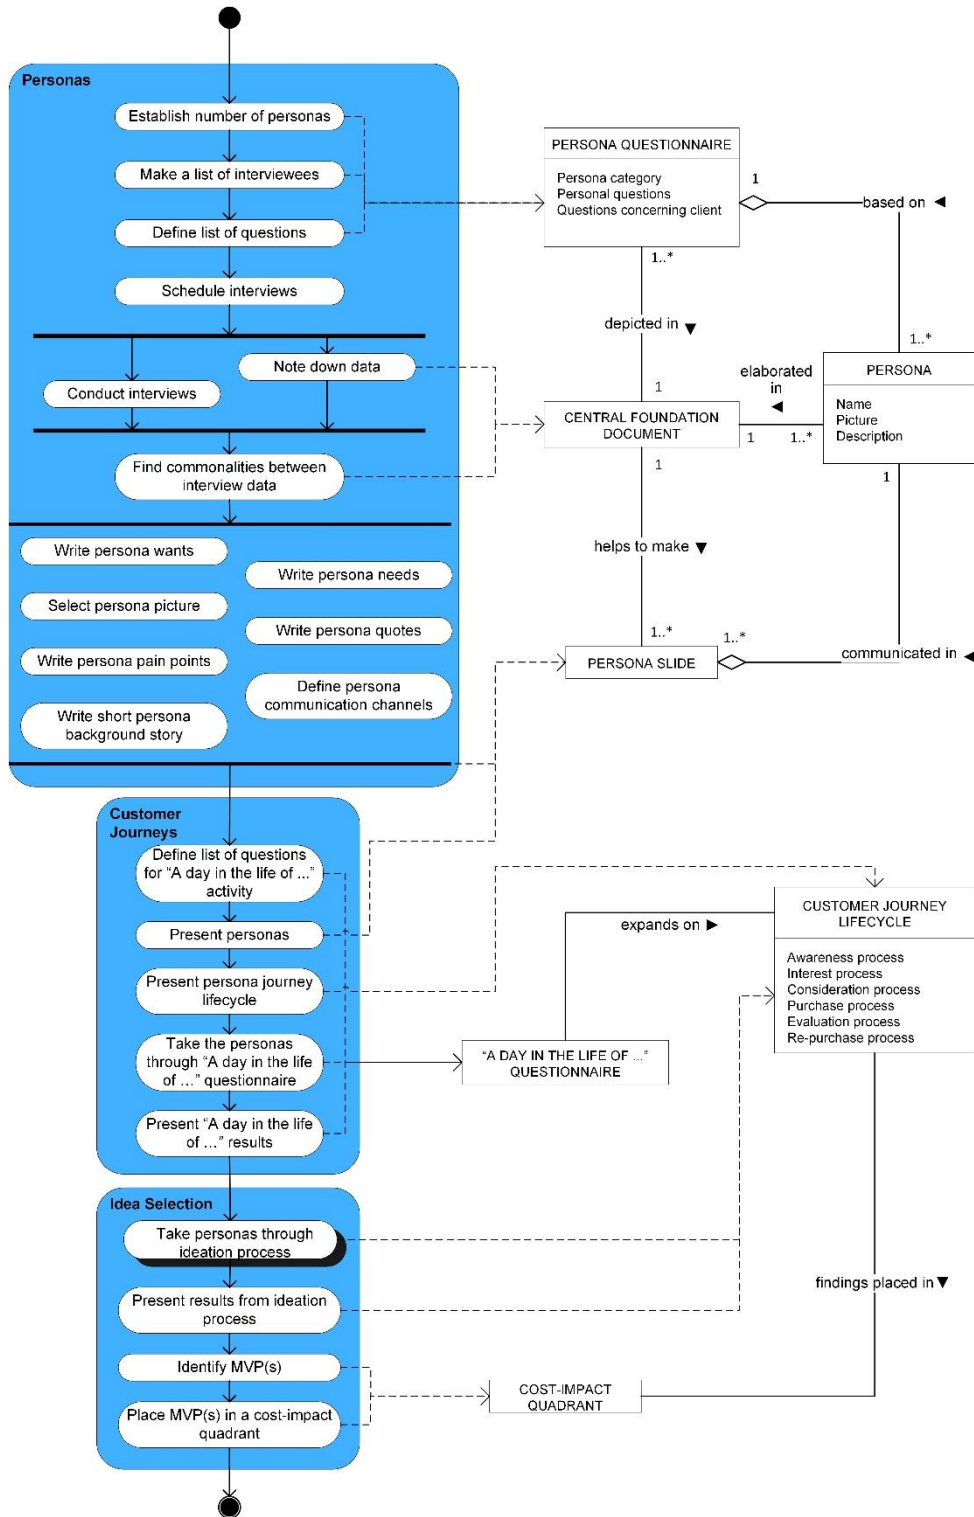 Personas
Establish number of personas
Make a list of interviewees
Define list of questions
Schedule interviews
Note down data
Conduct interviews
Find commonalities between
interview data
Write persona wants
Write persona needs
Select persona picture
Write persona quotes
Write persona pain points
Define persona
communication channels
Write short persona
background story
PERSONA QUESTIONNAIRE
Persona category
Personal questions
Questions concerning client
1
based on ◄
1..*
depicted in ▼
1..*
1
elaborated
in
◄
PERSONA
Name
Picture
Description
CENTRAL FOUNDATION
DOCUMENT
1
1..*
1
1
helps to make ▼
1..*
1..*
PERSONA SLIDE
communicated in ◄
Customer
Journeys
Define list of questions
for “A day in the life of ...”
activity
Present personas
Present persona journey
lifecycle
Take the personas
through “A day in the life
of ...” questionnaire
Present “A day in the life
of ...” results
expands on ►
CUSTOMER JOURNEY
LIFECYCLE
Awareness process
Interest process
Consideration process
Purchase process
Evaluation process
Re-purchase process
“A DAY IN THE LIFE OF ...”
QUESTIONNAIRE
Idea Selection
Take personas through
ideation process
Present results from ideation
process
Identify MVP(s)
Place MVP(s) in a cost-impact
quadrant
findings placed in ▼
COST-IMPACT
QUADRANT